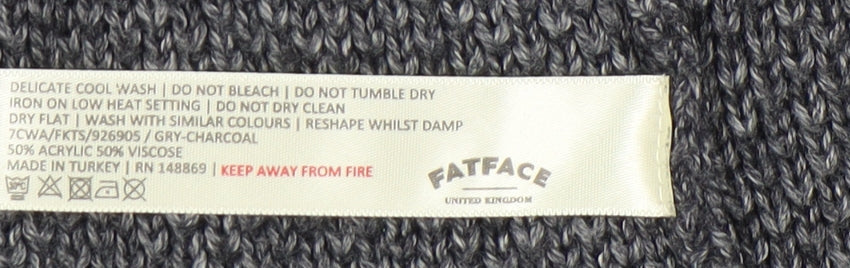 DELICATE COOL WASH | DO NOT BLEACH | DO NOT TUMBLE DRY
IRON ON LOW HEAT SETTING | DO NOT DRY CLEAN
DRY FLAT | WASH WITH SIMILAR COLOURS | RESHAPE WHILST DAMP
7CWA/FKTS/926905 / GRY-CHARCOAL
50% ACRYLIC 50% VISCOSE
MADE IN TURKEY | RN 148869 | KEEP AWAY FROM FIRE
FATFACE
UNITED KINGDOM